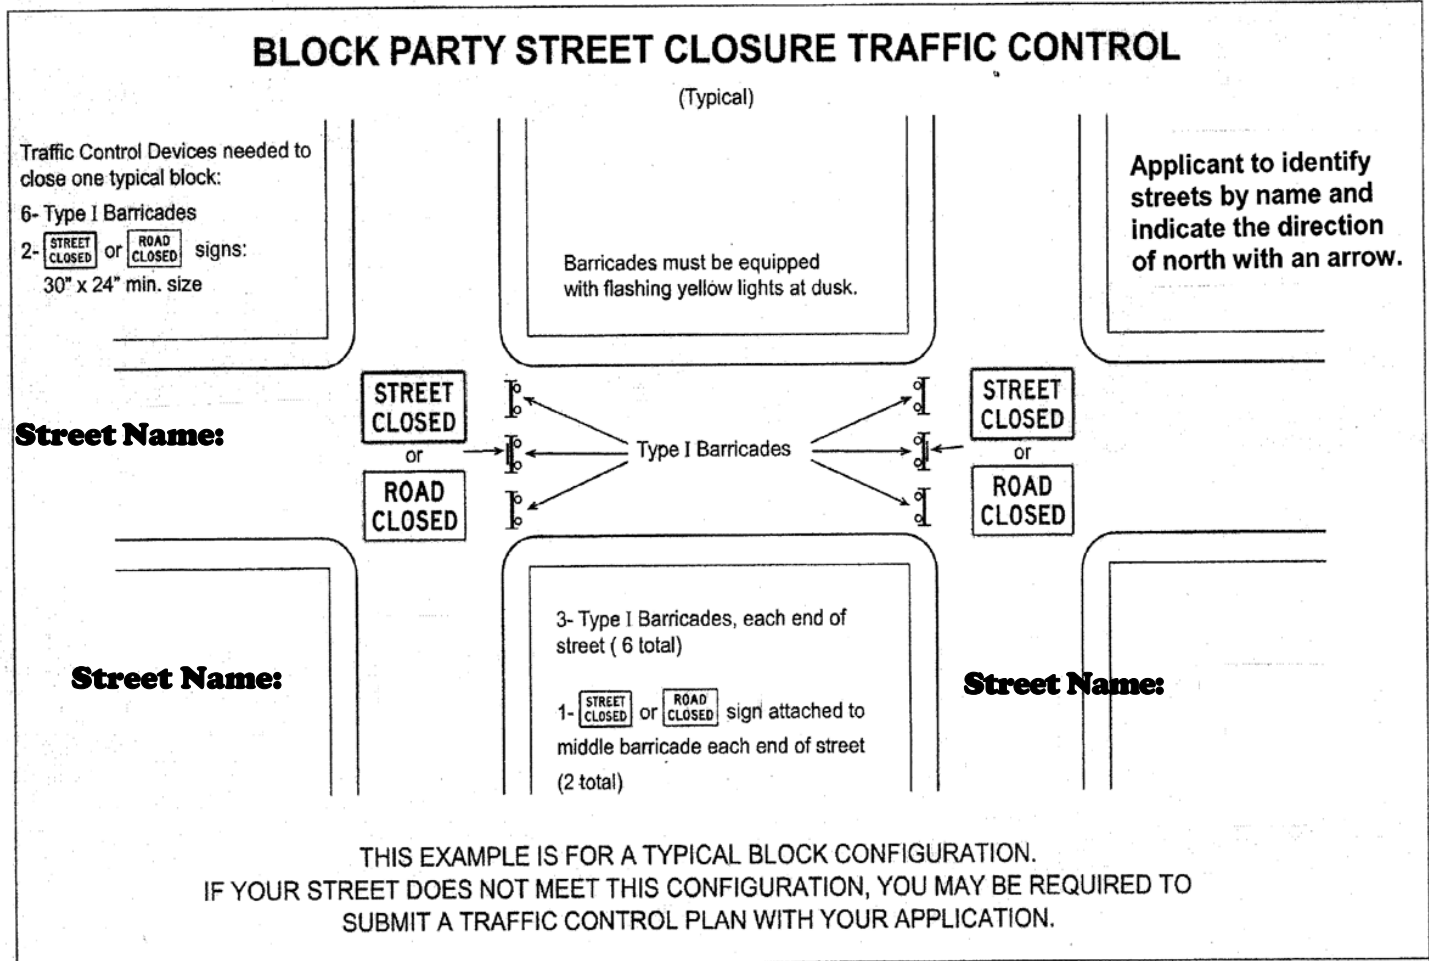 BLOCK PARTY STREET CLOSURE TRAFFIC CONTROL
(Typical)
Traffic Control Devices needed to
close one typical block:
6- Type I Barricades
2- STREET CLOSED or ROAD CLOSED signs:
30" x 24" min. size
Barricades must be equipped
with flashing yellow lights at dusk.
Applicant to identify
streets by name and
indicate the direction
of north with an arrow.
Street Name:
STREET
CLOSED
or
ROAD
CLOSED
Type I Barricades
STREET
CLOSED
or
ROAD
CLOSED
Street Name:
3- Type I Barricades, each end of
street ( 6 total)
1- STREET CLOSED or ROAD CLOSED sign attached to
middle barricade each end of street
(2 total)
Street Name:
THIS EXAMPLE IS FOR A TYPICAL BLOCK CONFIGURATION.
IF YOUR STREET DOES NOT MEET THIS CONFIGURATION, YOU MAY BE REQUIRED TO
SUBMIT A TRAFFIC CONTROL PLAN WITH YOUR APPLICATION.